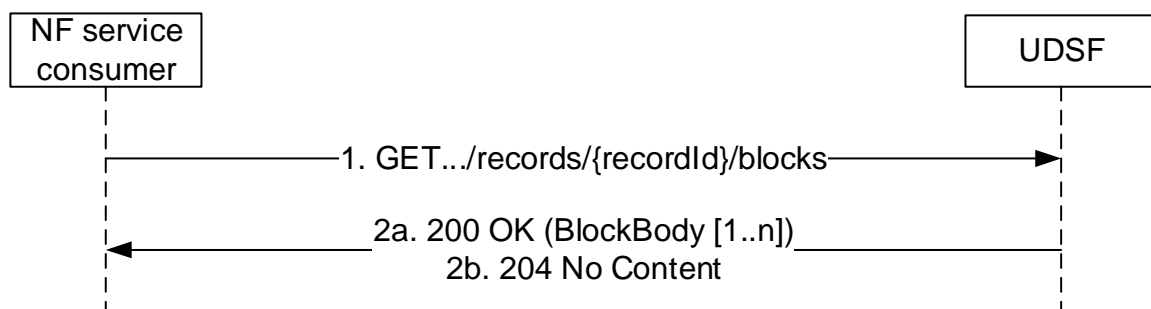 NF service
consumer
UDSF
1. GET.../records/{recordId}/blocks
2a. 200 OK (BlockBody [1..n])
2b. 204 No Content